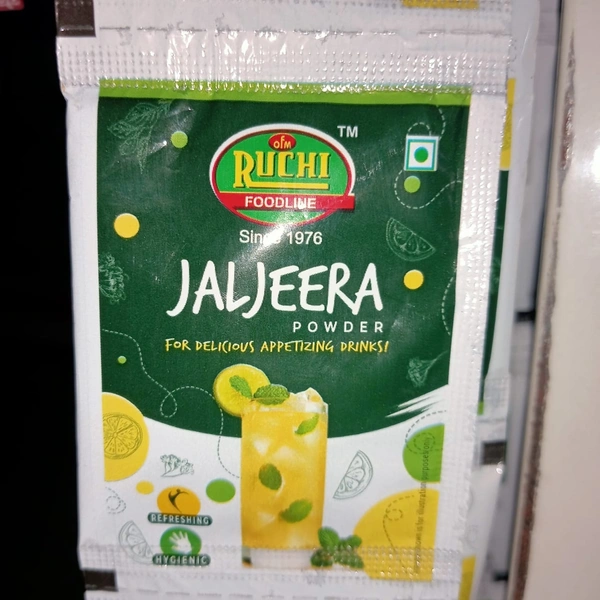 OFM
TM
RUCHI
FOODLINE
Since 1976
JALJEERA
POWDER
FOR DELICIOUS APPETIZING DRINKS!
REFRESHING
HYGIENIC